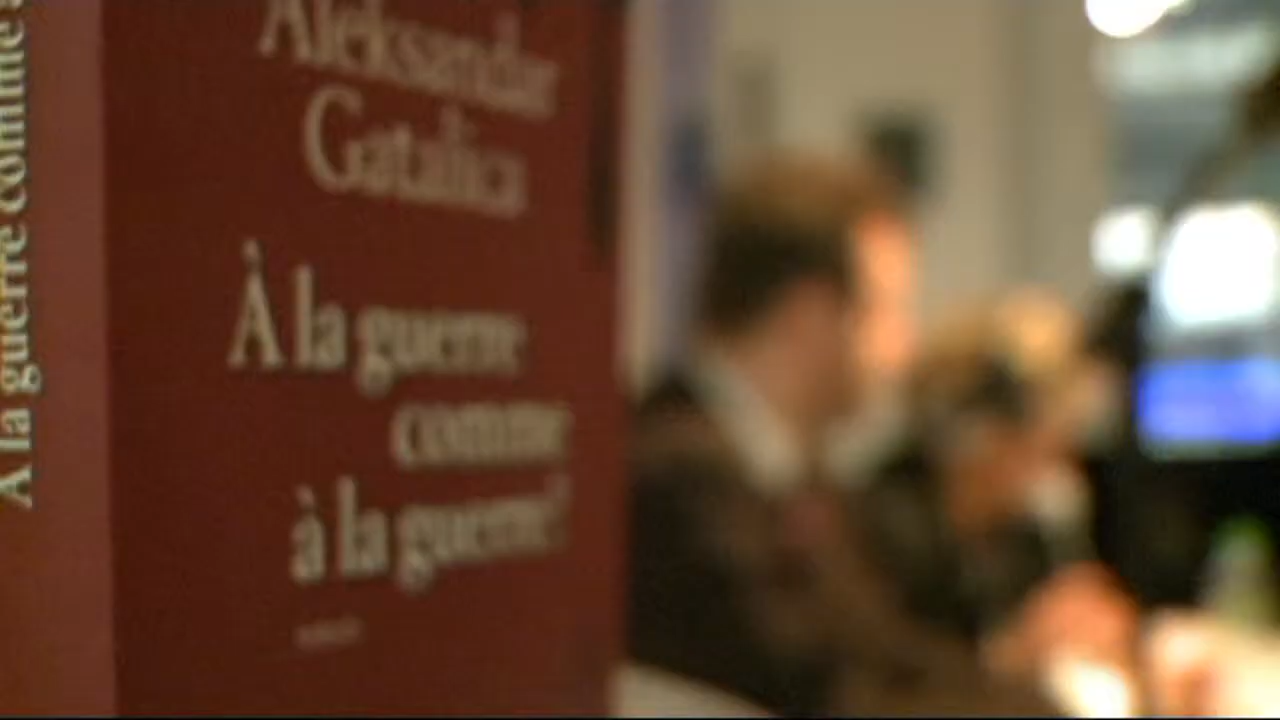 Aleksandar
Gatalica
À la guerre
comme
à la guerre!
À la guerre comme à